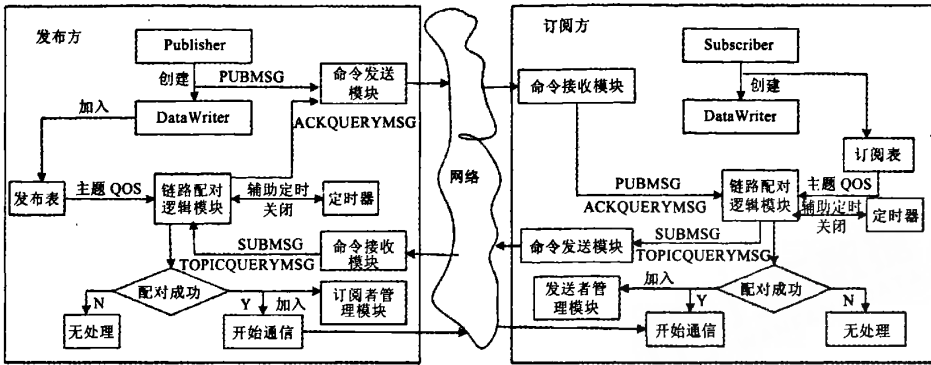 发布方
Publisher
创建
PUBMSG
命令发送
模块
加入
DataWriter
ACKQUERYMSG
发布表
主题 QOS
链路配对
逻辑模块
辅助定时
关闭
定时器
SUBMSG
TOPICQUERYMSG
命令接收
模块
配对成功
N
Y
加入
无处理
开始通信
订阅者管
理模块
网络
订阅方
Subscriber
创建
命令接收模块
DataWriter
订阅表
PUBMSG
ACKQUERYMSG
链路配对
逻辑模块
主题 QOS
辅助定时
关闭
定时器
命令发送模块
SUBMSG
TOPICQUERYMSG
发送者管
理模块
加入
Y
配对成功
N
开始通信
无处理